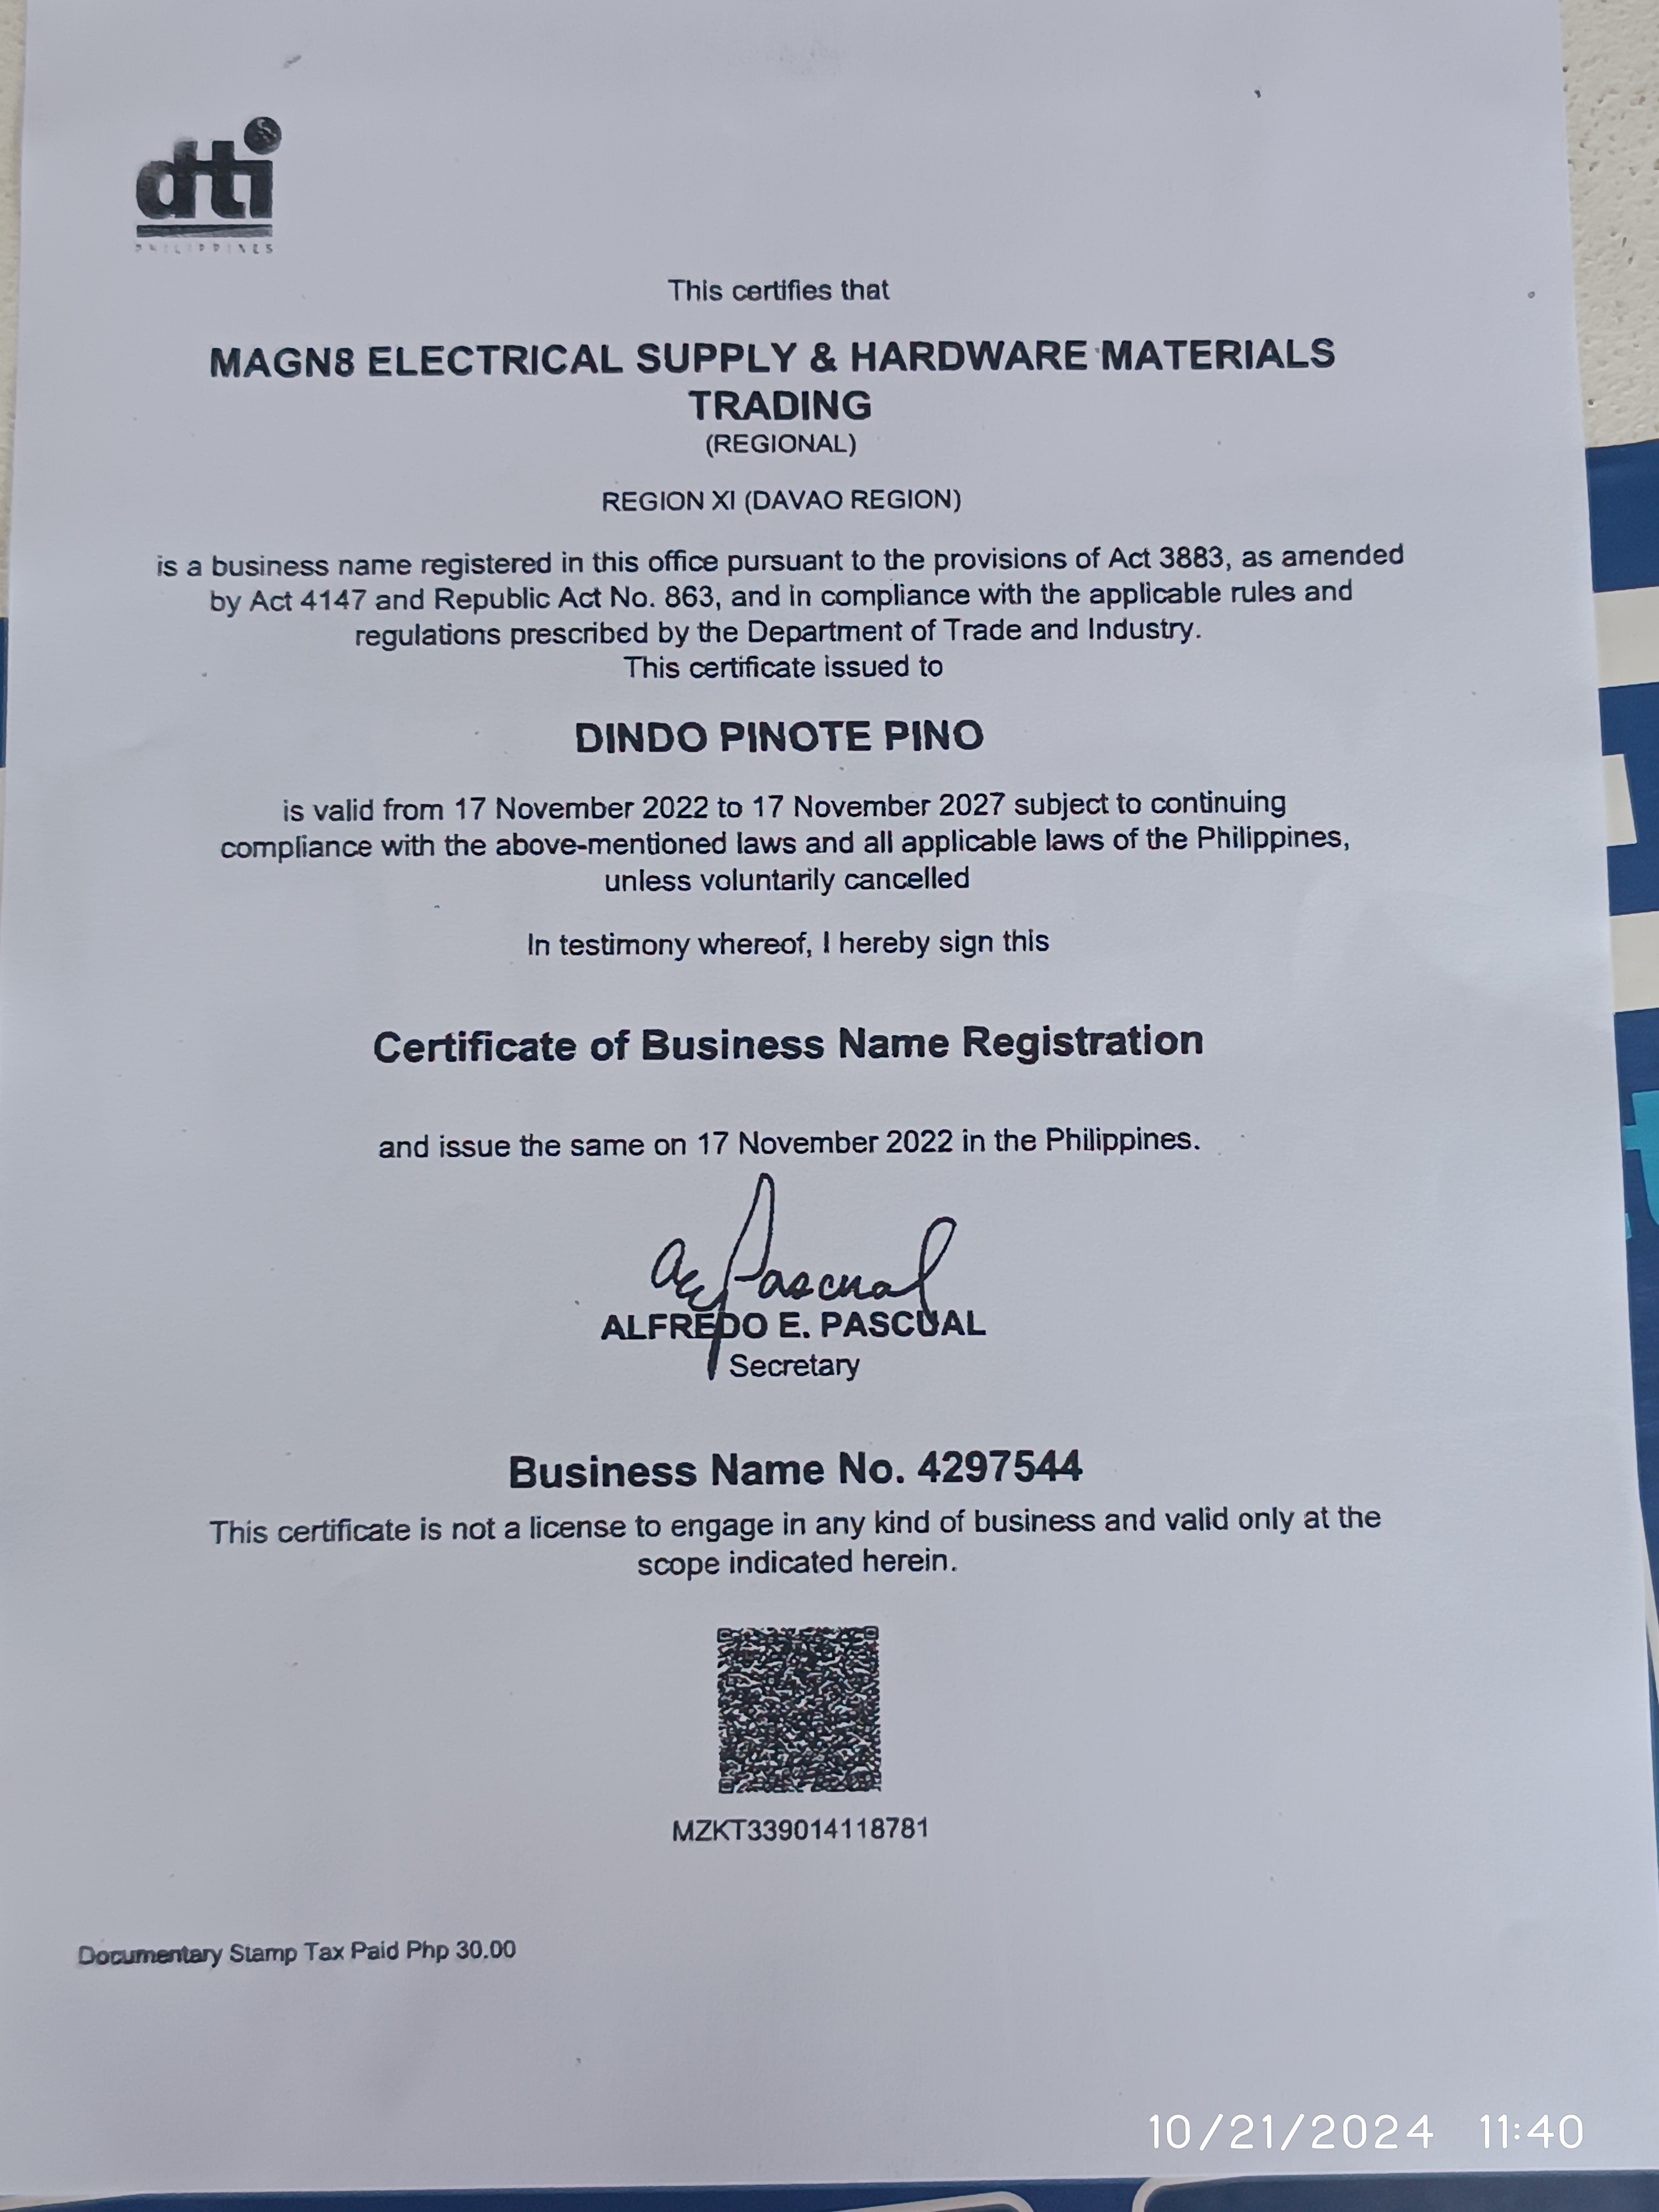 dti
PHILIPPINES
This certifies that
MAGN8 ELECTRICAL SUPPLY & HARDWARE MATERIALS
TRADING
(REGIONAL)
REGION XI (DAVAO REGION)
is a business name registered in this office pursuant to the provisions of Act 3883, as amended
by Act 4147 and Republic Act No. 863, and in compliance with the applicable rules and
regulations prescribed by the Department of Trade and Industry.
This certificate issued to
DINDO PINOTE PINO
is valid from 17 November 2022 to 17 November 2027 subject to continuing
compliance with the above-mentioned laws and all applicable laws of the Philippines,
unless voluntarily cancelled
In testimony whereof, I hereby sign this
Certificate of Business Name Registration
and issue the same on 17 November 2022 in the Philippines.
ae Pascual
ALFREDO E. PASCUAL
Secretary
Business Name No. 4297544
This certificate is not a license to engage in any kind of business and valid only at the
scope indicated herein.
MZKT339014118781
Documentary Stamp Tax Paid Php 30.00
10/21/2024 11:40